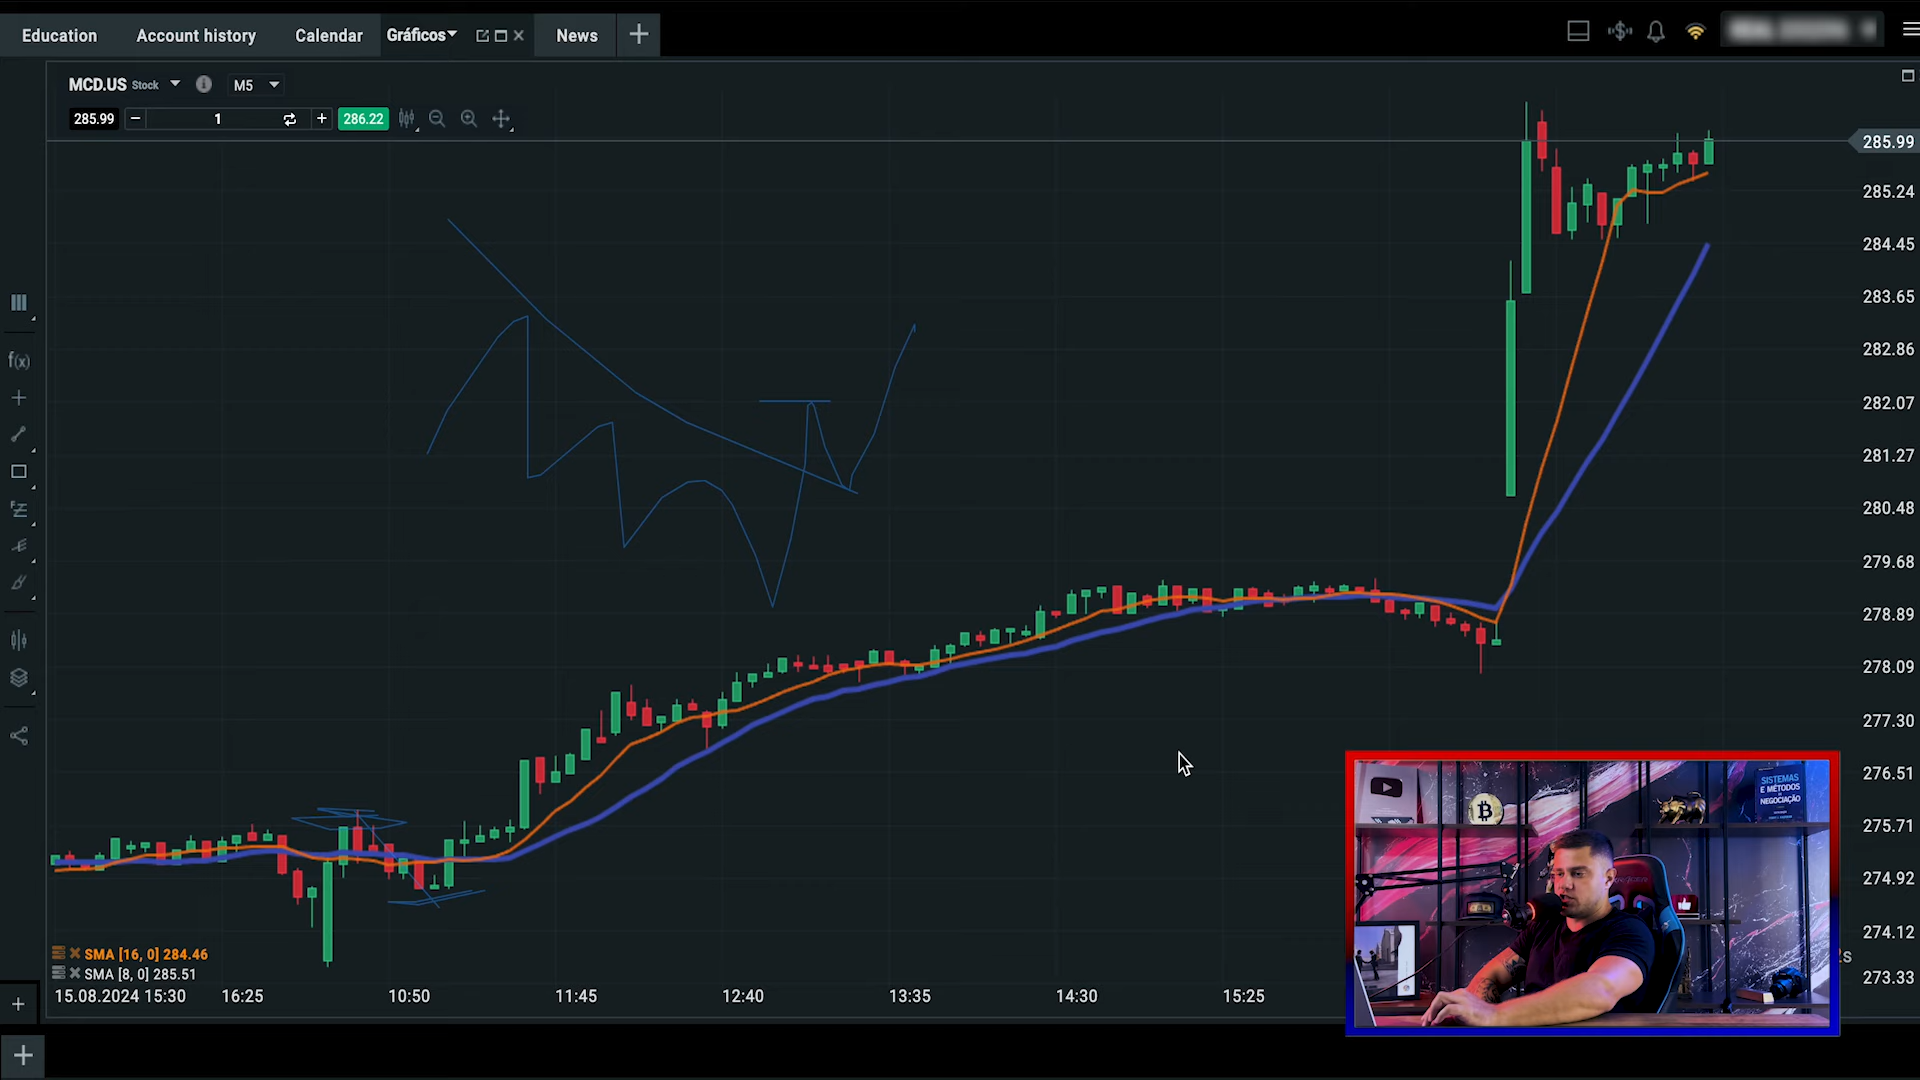 Education Account history Calendar Gráficos News
MCD.US Stock M5
285.99 1 286.22
285.99
285.24
284.45
283.65
282.86
282.07
281.27
280.48
279.68
278.89
278.09
277.30
276.51
275.71
274.92
274.12
273.33
f(x)
SISTEMAS
E MÉTODOS
DE
NEGOCIAÇÃO
SMA [16, 0] 284.46
SMA [8, 0] 285.51
15.08.2024 15:30 16:25 10:50 11:45 12:40 13:35 14:30 15:25